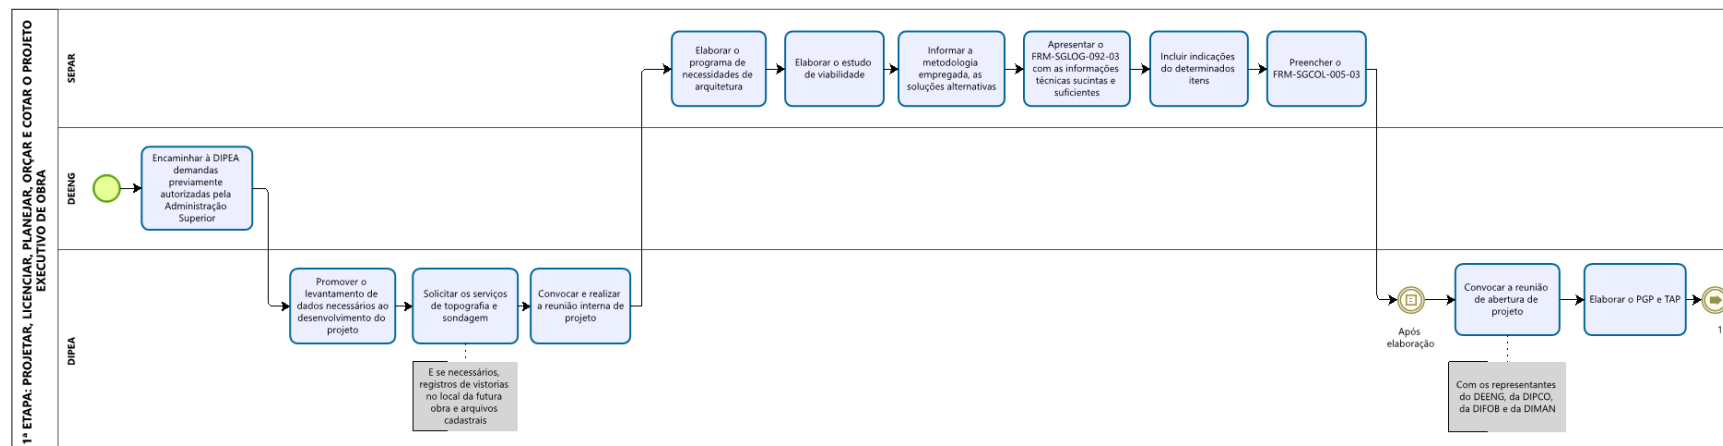 1ª ETAPA: PROJETAR, LICENCIAR, PLANEJAR, ORÇAR E COTAR O PROJETO
EXECUTIVO DE OBRA
SEPAR
Elaborar o
programa de
necessidades de
arquitetura
Elaborar o estudo
de viabilidade
Informar a
metodologia
empregada, as
soluções alternativas
Apresentar o
FRM-SGLOG-092-03
com as informações
técnicas sucintas e
suficientes
Incluir indicações
do determinados
itens
Preencher o
FRM-SGCOL-005-03
DEENG
Encaminhar à DIPEA
demandas
previamente
autorizadas pela
Administração
Superior
DIPEA
Promover o
levantamento de
dados necessários ao
desenvolvimento do
projeto
Solicitar os serviços
de topografia e
sondagem
Convocar e realizar
a reunião interna de
projeto
E se necessários,
registros de vistorias
no local da futura
obra e arquivos
cadastrais
Após
elaboração
Convocar a reunião
de abertura de
projeto
Elaborar o PGP e TAP
1
Com os representantes
do DEENG, da DIPCO,
da DIFOB e da DIMAN